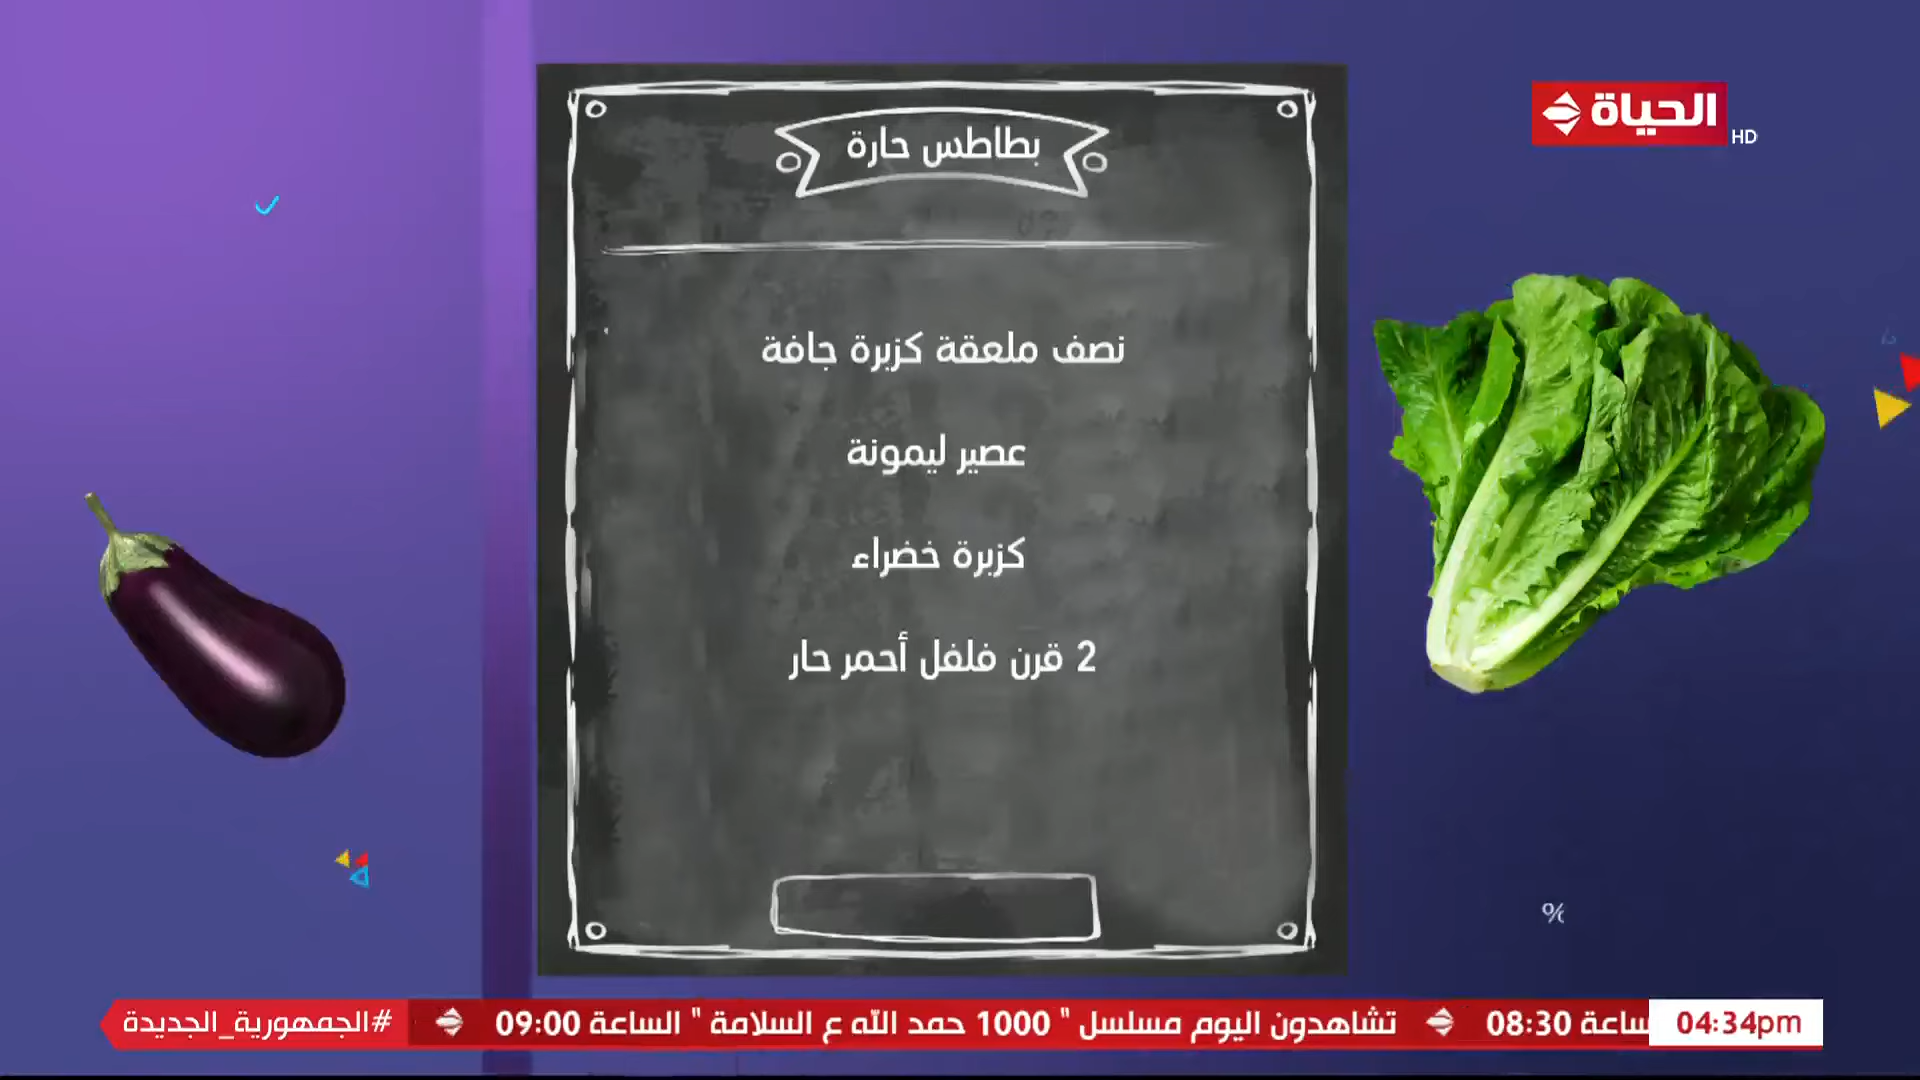 الحياة
HD
بطاطس حارة
نصف ملعقة كزبرة جافة
عصير ليمونة
كزبرة خضراء
2 قرن فلفل أحمر حار
%
04:34pm
ساعة 08:30 تشاهدون اليوم مسلسل " 1000 حمد الله ع السلامة " الساعة 09:00
#الجمهورية_الجديدة